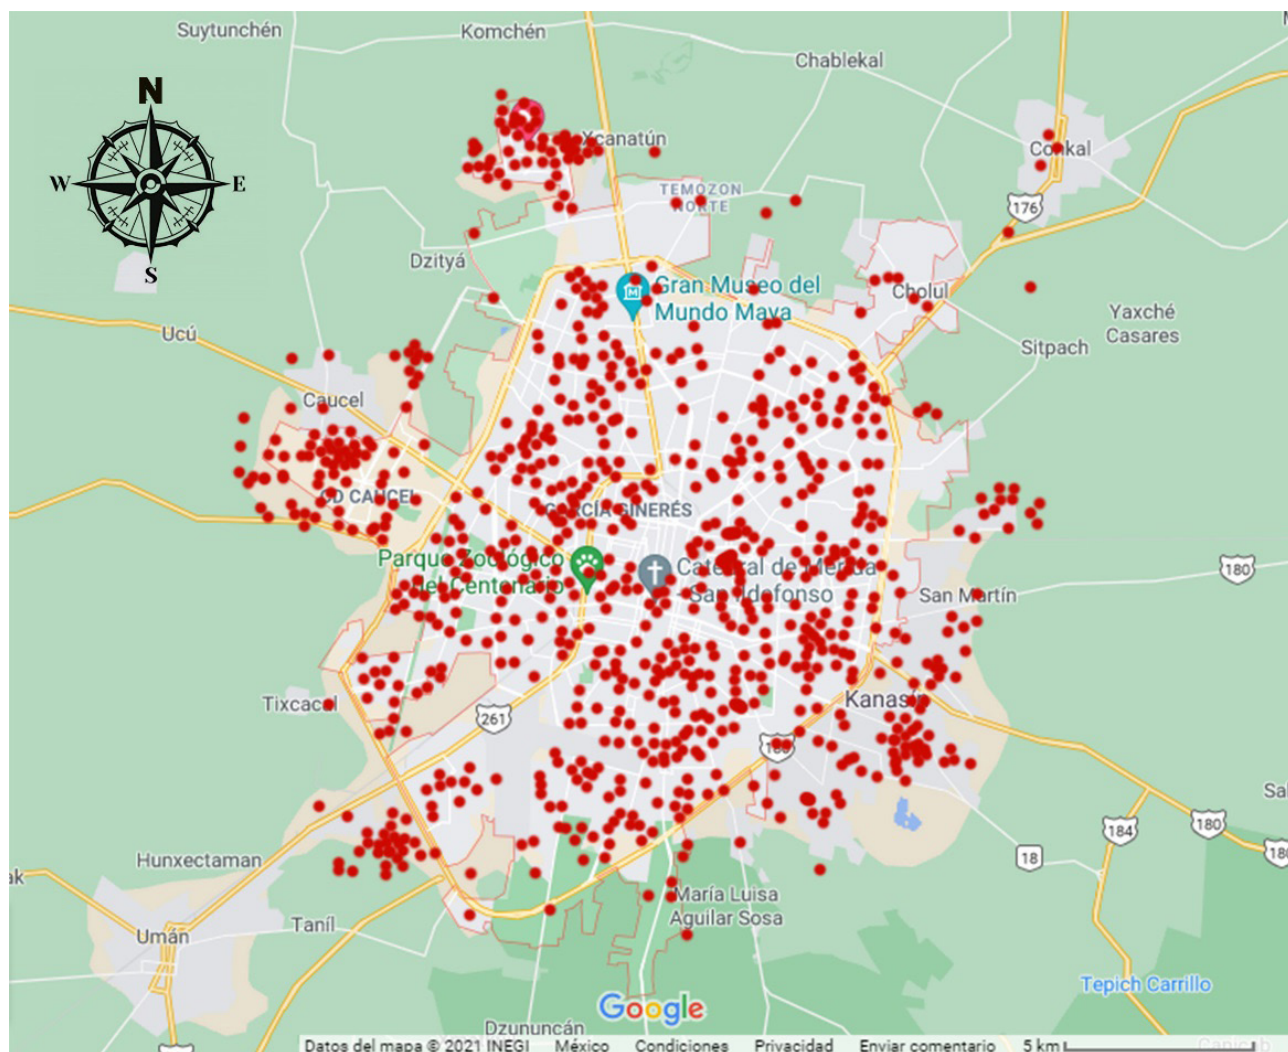 Suytunchén
Komchén
Chablekal
N
W
E
S
Xcanatún
Conkal
TEMOZÓN
NORTE
176
Dzityá
Gran Museo del
Mundo Maya
Cholul
Yaxché
Casares
Ucú
Sitpach
Caucel
CD CAUCEL
GARCÍA GINERÉS
Parque Zoológico
del Centenario
Catedral de Mérida
San Ildefonso
180
San Martín
Tixcacal
261
Kanasín
180
184
180
18
Hunxectaman
María Luisa
Aguilar Sosa
Taníl
Umán
Tepich Carrillo
Google
Dzununcán
Datos del mapa © 2021 INEGI México Condiciones Privacidad Enviar comentario 5 km